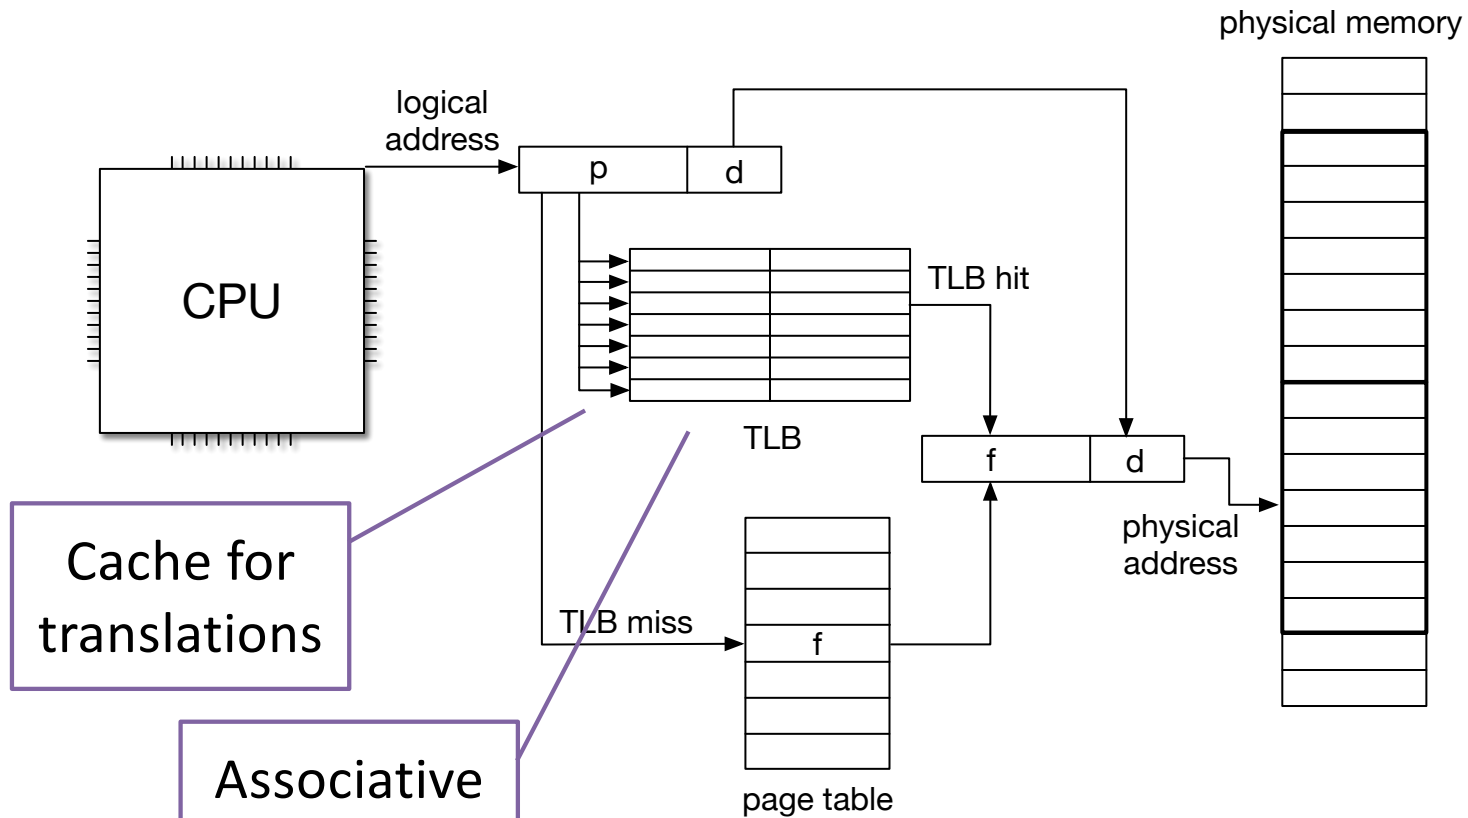 physical memory
logical
address
p
d
CPU
TLB hit
TLB
f
d
physical
address
Cache for
translations
TLB miss
f
Associative
page table